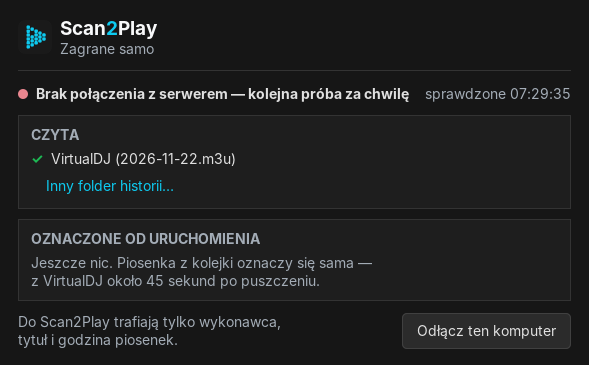 Scan2Play
Zagrane samo
Brak połączenia z serwerem — kolejna próba za chwilę sprawdzone 07:29:35
CZYTA
✓ VirtualDJ (2026-11-22.m3u)
Inny folder historii...
OZNACZONE OD URUCHOMIENIA
Jeszcze nic. Piosenka z kolejki oznaczy się sama —
z VirtualDJ około 45 sekund po puszczeniu.
Do Scan2Play trafiają tylko wykonawca,
tytuł i godzina piosenek.
Odłącz ten komputer